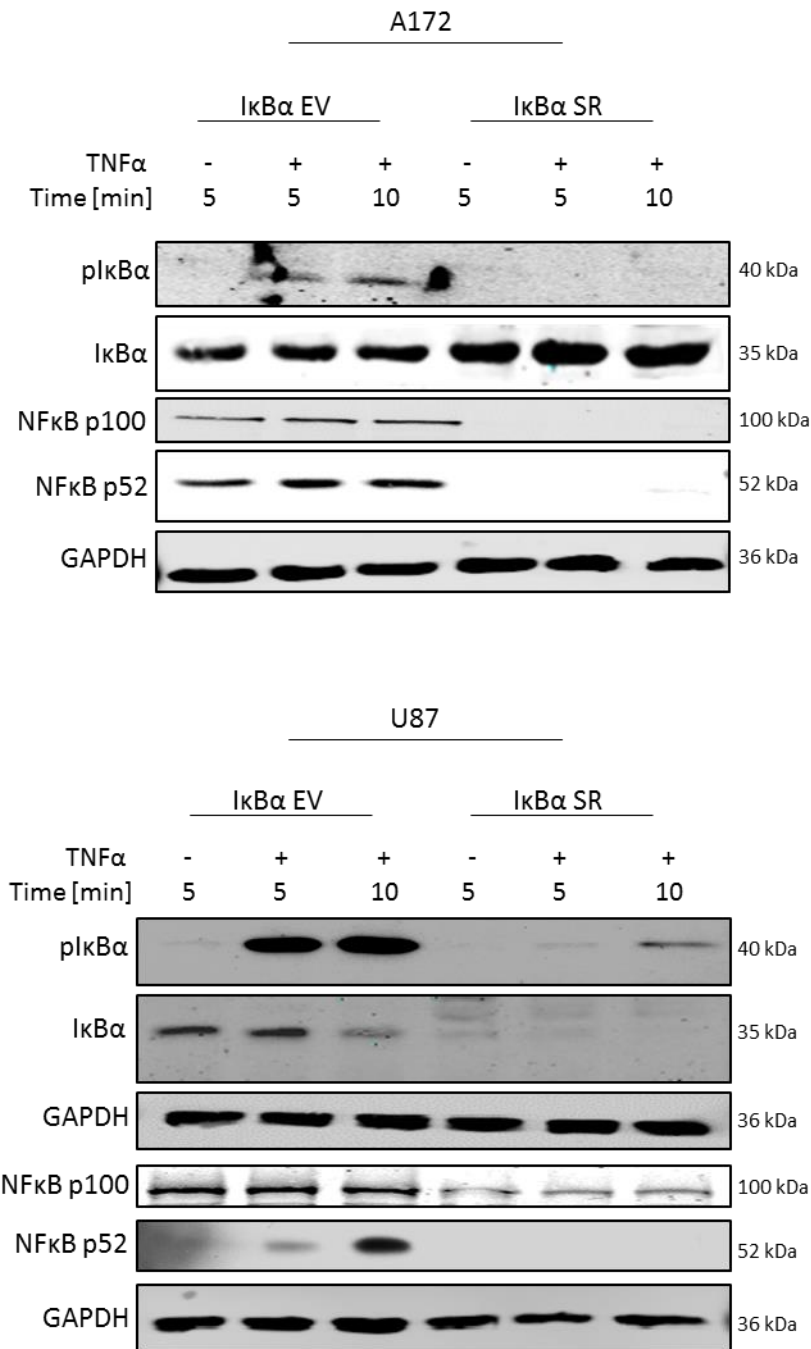 A172
IκBα EV IκBα SR
TNFα - + + - + +
Time [min] 5 5 10 5 5 10
pIκBα 40 kDa
IκBα 35 kDa
NFκB p100 100 kDa
NFκB p52 52 kDa
GAPDH 36 kDa
U87
IκBα EV IκBα SR
TNFα - + + - + +
Time [min] 5 5 10 5 5 10
pIκBα 40 kDa
IκBα 35 kDa
GAPDH 36 kDa
NFκB p100 100 kDa
NFκB p52 52 kDa
GAPDH 36 kDa